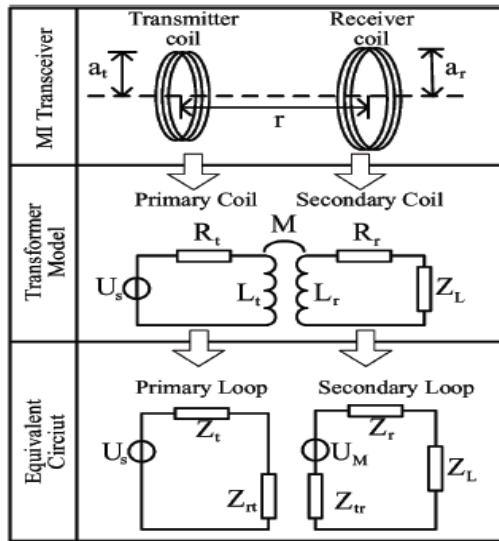 MI Transceiver
Transmitter coil
Receiver coil
a_t
a_r
r
Transformer Model
Primary Coil
Secondary Coil
M
R_t
R_r
U_s
L_t
L_r
Z_L
Equivalent Circiut
Primary Loop
Secondary Loop
Z_t
Z_r
U_s
U_M
Z_L
Z_rt
Z_tr